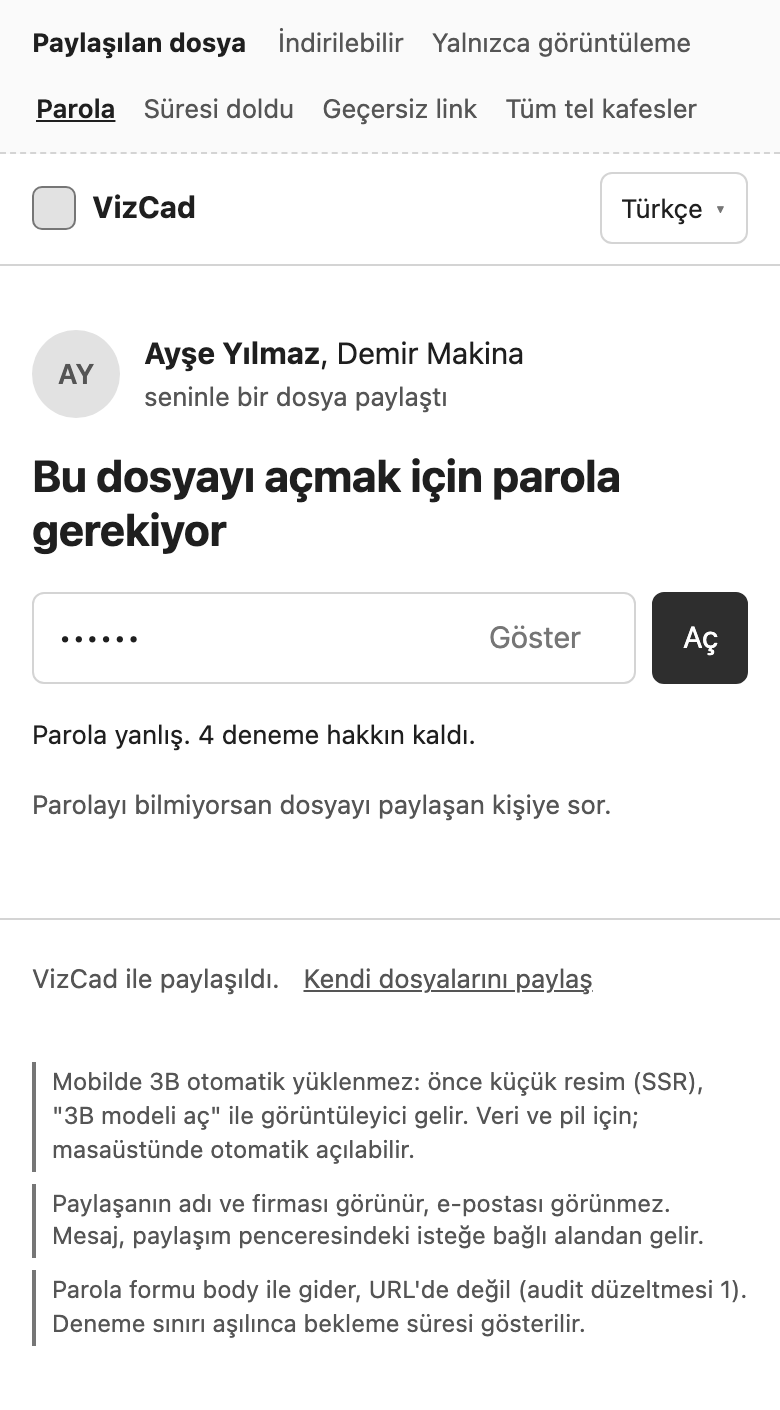 Paylaşılan dosya İndirilebilir Yalnızca görüntüleme
Parola Süresi doldu Geçersiz link Tüm tel kafesler
VizCad Türkçe
AY
Ayşe Yılmaz, Demir Makina
seninle bir dosya paylaştı
Bu dosyayı açmak için parola
gerekiyor
•••••• Göster Aç
Parola yanlış. 4 deneme hakkın kaldı.
Parolayı bilmiyorsan dosyayı paylaşan kişiye sor.
VizCad ile paylaşıldı. Kendi dosyalarını paylaş
Mobilde 3B otomatik yüklenmez: önce küçük resim (SSR),
"3B modeli aç" ile görüntüleyici gelir. Veri ve pil için;
masaüstünde otomatik açılabilir.
Paylaşanın adı ve firması görünür, e-postası görünmez.
Mesaj, paylaşım penceresindeki isteğe bağlı alandan gelir.
Parola formu body ile gider, URL'de değil (audit düzeltmesi 1).
Deneme sınırı aşılınca bekleme süresi gösterilir.